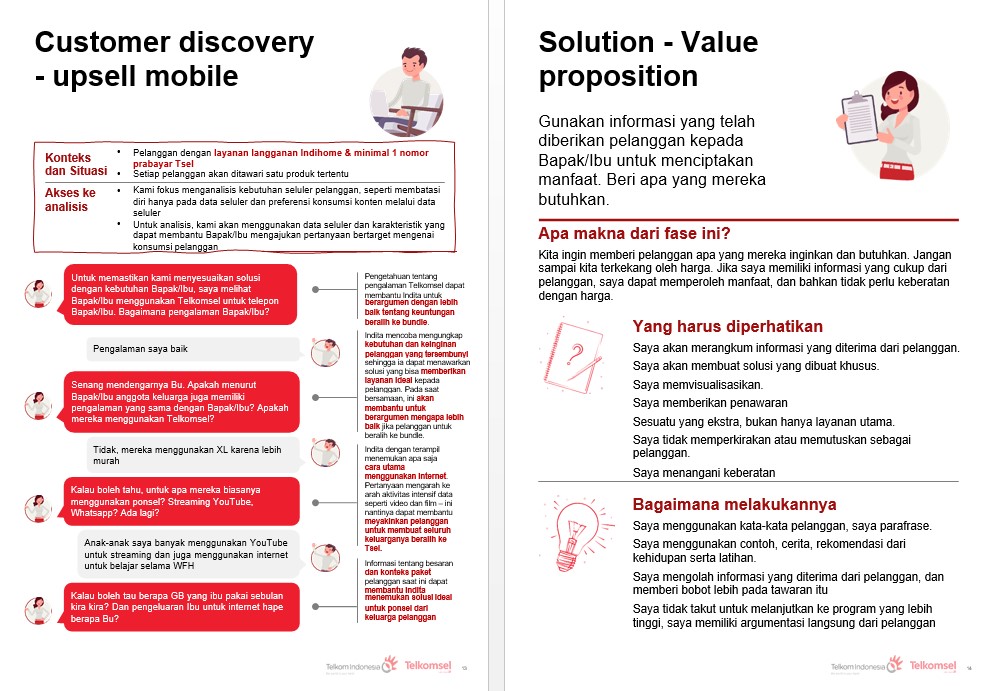 Customer discovery
- upsell mobile
Konteks
dan Situasi
• Pelanggan dengan layanan langganan Indihome & minimal 1 nomor
prabayar Tsel
• Setiap pelanggan akan ditawari satu produk tertentu
Akses ke
analisis
• Kami fokus menganalisis kebutuhan seluler pelanggan, seperti membatasi
diri hanya pada data seluler dan preferensi konsumsi konten melalui data
seluler
• Untuk analisis, kami akan menggunakan data seluler dan karakteristik yang
dapat membantu Bapak/Ibu mengajukan pertanyaan bertarget mengenai
konsumsi pelanggan
Untuk memastikan kami menyesuaikan solusi
dengan kebutuhan Bapak/Ibu, saya melihat
Bapak/Ibu menggunakan Telkomsel untuk telepon
Bapak/Ibu. Bagaimana pengalaman Bapak/Ibu?
Pengetahuan tentang
pengalaman Telkomsel dapat
membantu Indita untuk
berargumen dengan lebih
baik tentang keuntungan
beralih ke bundle.
Pengalaman saya baik
Senang mendengarnya Bu. Apakah menurut
Bapak/Ibu anggota keluarga juga memiliki
pengalaman yang sama dengan Bapak/Ibu? Apakah
mereka menggunakan Telkomsel?
Indita mencoba mengungkap
kebutuhan dan keinginan
pelanggan yang tersembunyi
sehingga ia dapat menawarkan
solusi yang bisa memberikan
layanan ideal kepada
pelanggan. Pada saat
bersamaan, ini akan
membantu untuk
berargumen mengapa lebih
baik jika pelanggan untuk
beralih ke bundle.
Tidak, mereka menggunakan XL karena lebih
murah
Kalau boleh tahu, untuk apa mereka biasanya
menggunakan ponsel? Streaming YouTube,
Whatsapp? Ada lagi?
Indita dengan terampil
menemukan apa saja
cara utama
menggunakan internet.
Pertanyaan mengarah ke
arah aktivitas intensif data
seperti video dan film – ini
nantinya dapat membantu
meyakinkan pelanggan
untuk membuat seluruh
keluarganya beralih ke
Tsel.
Anak-anak saya banyak menggunakan YouTube
untuk streaming dan juga menggunakan internet
untuk belajar selama WFH
Kalau boleh tau berapa GB yang ibu pakai sebulan
kira kira? Dan pengeluaran Ibu untuk internet hape
berapa Bu?
Informasi tentang besaran
dan konteks paket
pelanggan saat ini dapat
membantu Indita
menemukan solusi ideal
untuk ponsel dari
keluarga pelanggan
Telkom Indonesia
Telkomsel
13
Solution - Value
proposition
Gunakan informasi yang telah
diberikan pelanggan kepada
Bapak/Ibu untuk menciptakan
manfaat. Beri apa yang mereka
butuhkan.
Apa makna dari fase ini?
Kita ingin memberi pelanggan apa yang mereka inginkan dan butuhkan. Jangan
sampai kita terkekang oleh harga. Jika saya memiliki informasi yang cukup dari
pelanggan, saya dapat memperoleh manfaat, dan bahkan tidak perlu keberatan
dengan harga.
Yang harus diperhatikan
Saya akan merangkum informasi yang diterima dari pelanggan.
Saya akan membuat solusi yang dibuat khusus.
Saya memvisualisasikan.
Saya memberikan penawaran
Sesuatu yang ekstra, bukan hanya layanan utama.
Saya tidak memperkirakan atau memutuskan sebagai
pelanggan.
Saya menangani keberatan
Bagaimana melakukannya
Saya menggunakan kata-kata pelanggan, saya parafrase.
Saya menggunakan contoh, cerita, rekomendasi dari
kehidupan serta latihan.
Saya mengolah informasi yang diterima dari pelanggan, dan
memberi bobot lebih pada tawaran itu
Saya tidak takut untuk melanjutkan ke program yang lebih
tinggi, saya memiliki argumentasi langsung dari pelanggan
Telkom Indonesia
Telkomsel
14